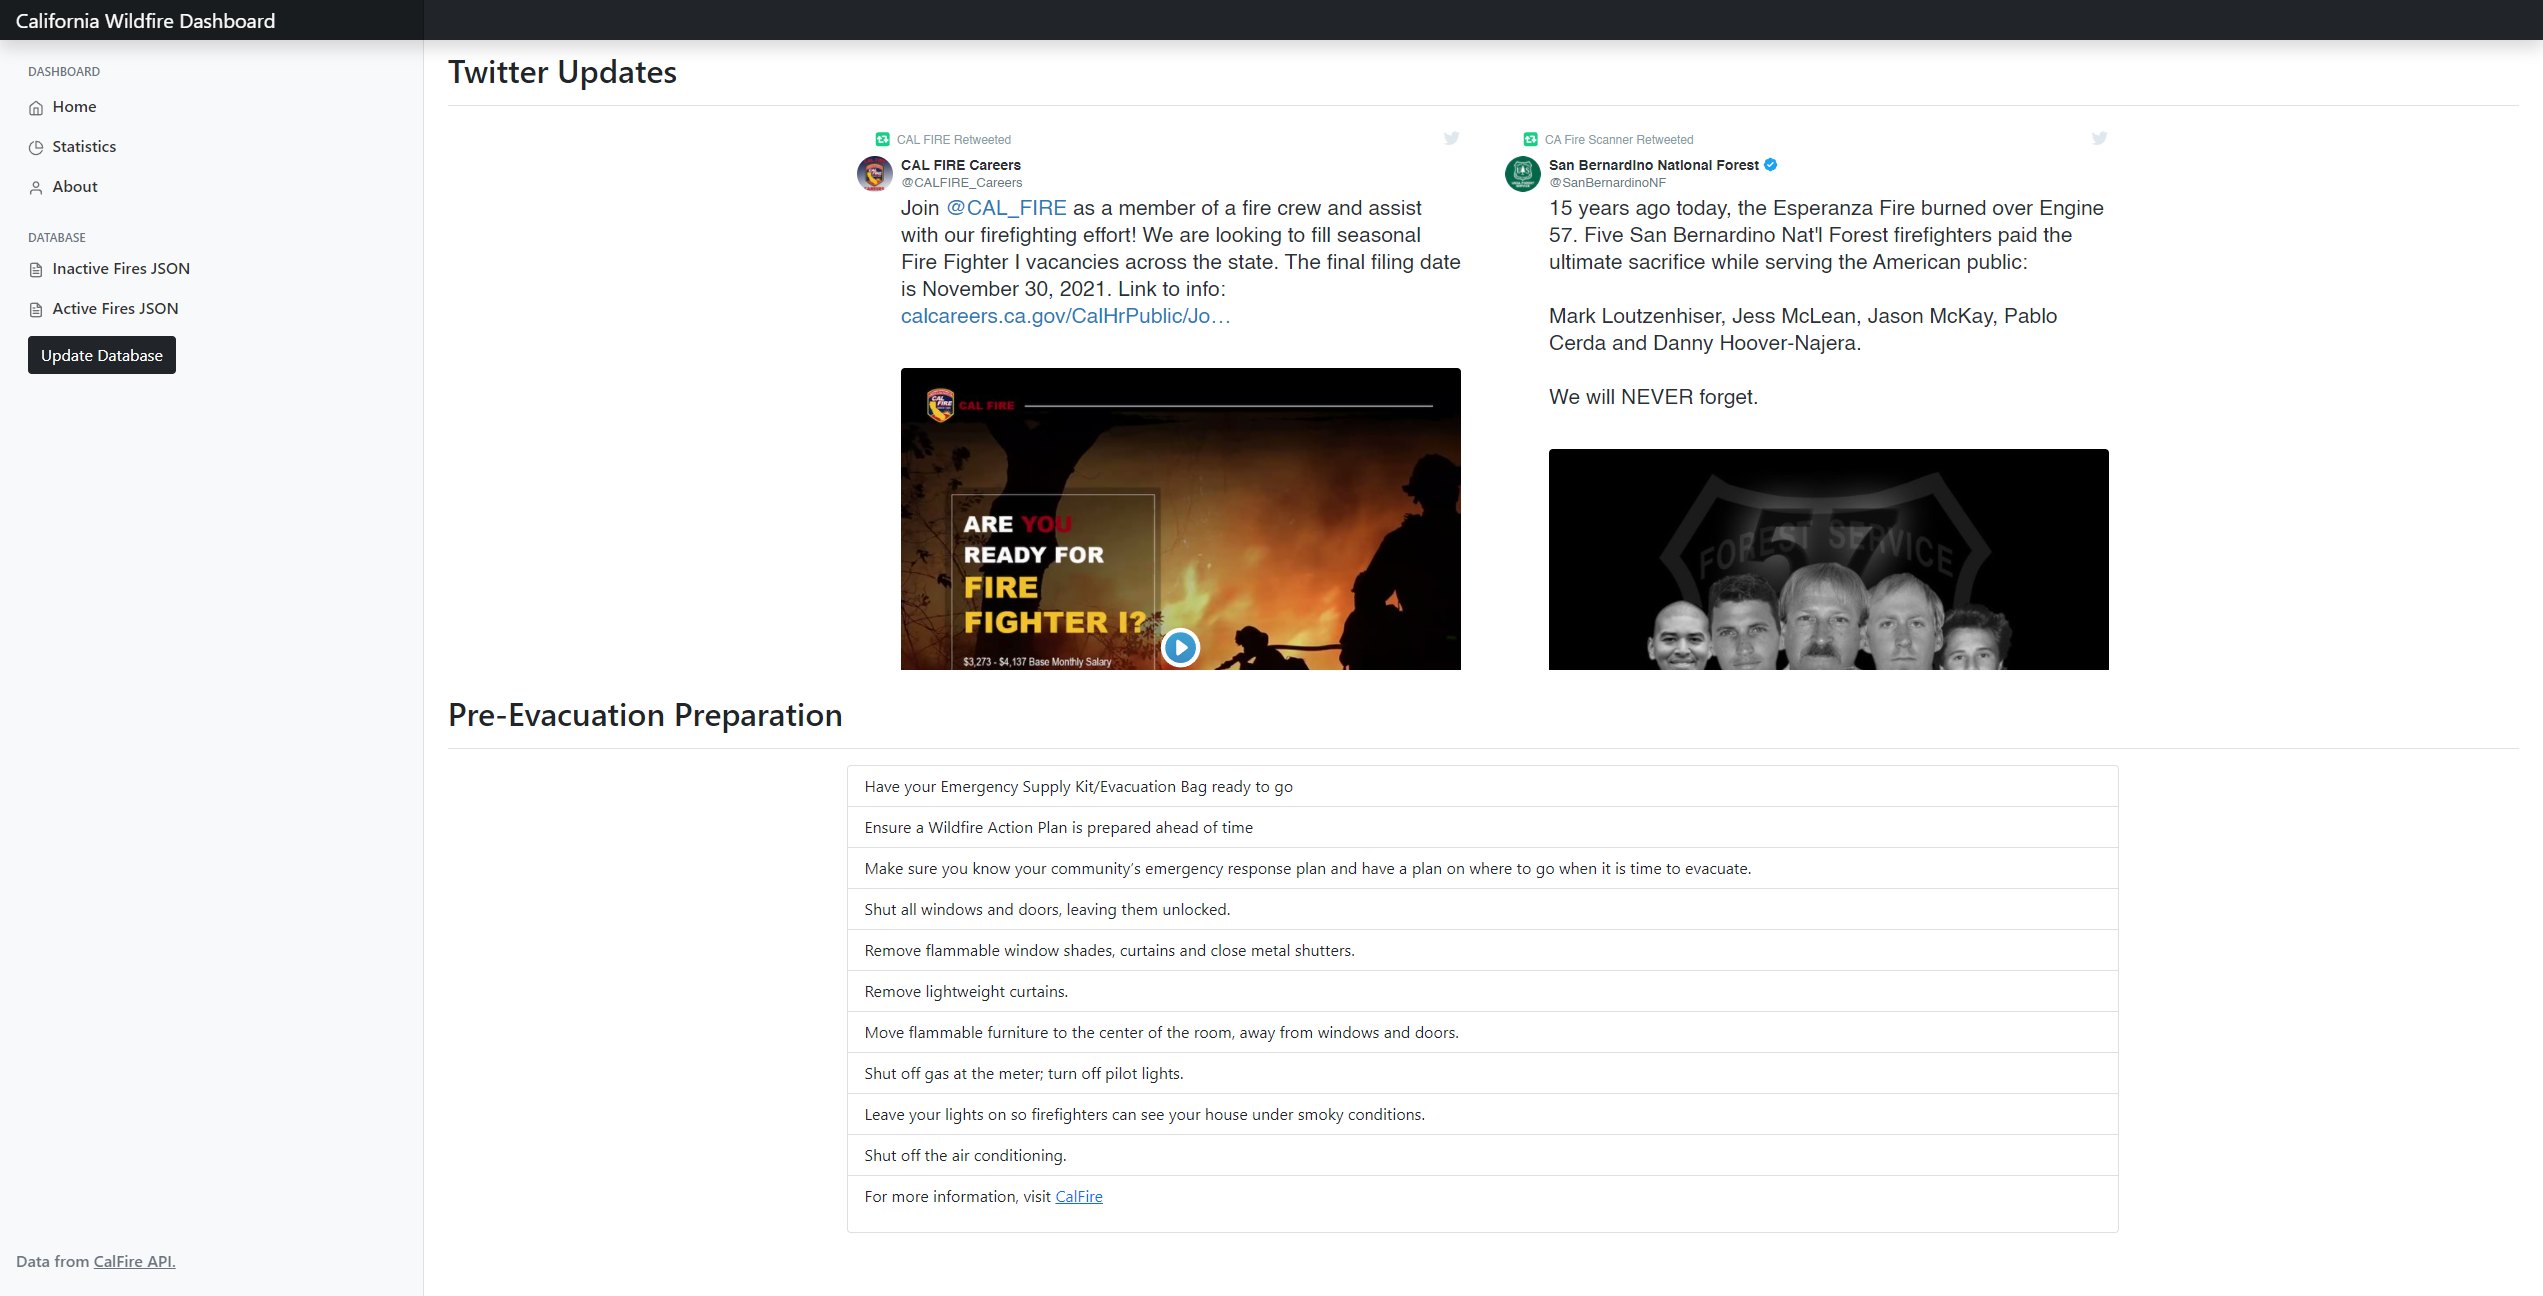 California Wildfire Dashboard
DASHBOARD
Home
Statistics
About
DATABASE
Inactive Fires JSON
Active Fires JSON
Update Database
Data from CalFire API.
Twitter Updates
CAL FIRE Retweeted
CAL FIRE Careers
@CALFIRE_Careers
Join @CAL_FIRE as a member of a fire crew and assist
with our firefighting effort! We are looking to fill seasonal
Fire Fighter I vacancies across the state. The final filing date
is November 30, 2021. Link to info:
calcareers.ca.gov/CalHrPublic/Jo…
CAL FIRE
CAL FIRE
ARE YOU
READY FOR
FIRE
FIGHTER I?
$3,273 - $4,137 Base Monthly Salary
CA Fire Scanner Retweeted
San Bernardino National Forest
@SanBernardinoNF
15 years ago today, the Esperanza Fire burned over Engine
57. Five San Bernardino Nat'l Forest firefighters paid the
ultimate sacrifice while serving the American public:
Mark Loutzenhiser, Jess McLean, Jason McKay, Pablo
Cerda and Danny Hoover-Najera.
We will NEVER forget.
FOREST SERVICE
57
Pre-Evacuation Preparation
Have your Emergency Supply Kit/Evacuation Bag ready to go
Ensure a Wildfire Action Plan is prepared ahead of time
Make sure you know your community’s emergency response plan and have a plan on where to go when it is time to evacuate.
Shut all windows and doors, leaving them unlocked.
Remove flammable window shades, curtains and close metal shutters.
Remove lightweight curtains.
Move flammable furniture to the center of the room, away from windows and doors.
Shut off gas at the meter; turn off pilot lights.
Leave your lights on so firefighters can see your house under smoky conditions.
Shut off the air conditioning.
For more information, visit CalFire